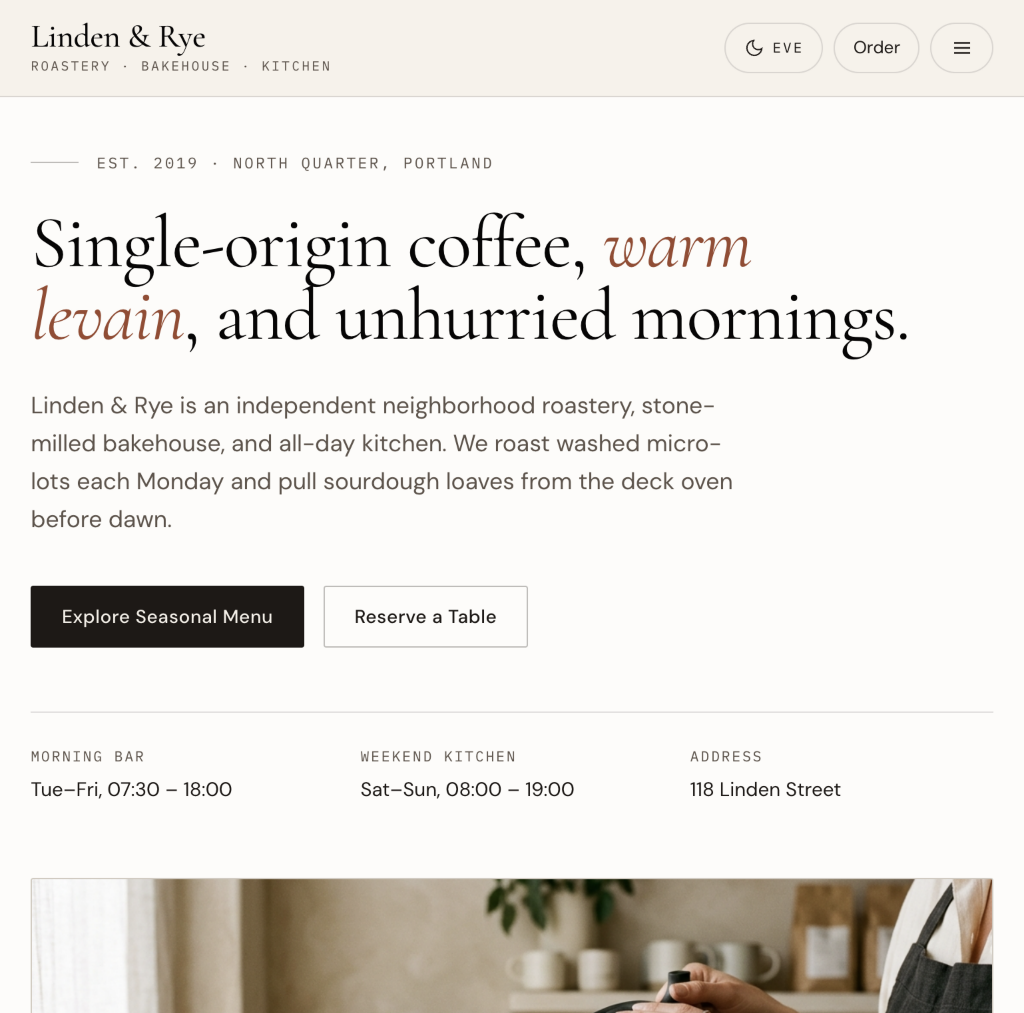 Linden & Rye
ROASTERY · BAKEHOUSE · KITCHEN
EVE
Order
EST. 2019 · NORTH QUARTER, PORTLAND
Single-origin coffee, warm
levain, and unhurried mornings.
Linden & Rye is an independent neighborhood roastery, stone-
milled bakehouse, and all-day kitchen. We roast washed micro-
lots each Monday and pull sourdough loaves from the deck oven
before dawn.
Explore Seasonal Menu
Reserve a Table
MORNING BAR
Tue–Fri, 07:30 – 18:00
WEEKEND KITCHEN
Sat–Sun, 08:00 – 19:00
ADDRESS
118 Linden Street